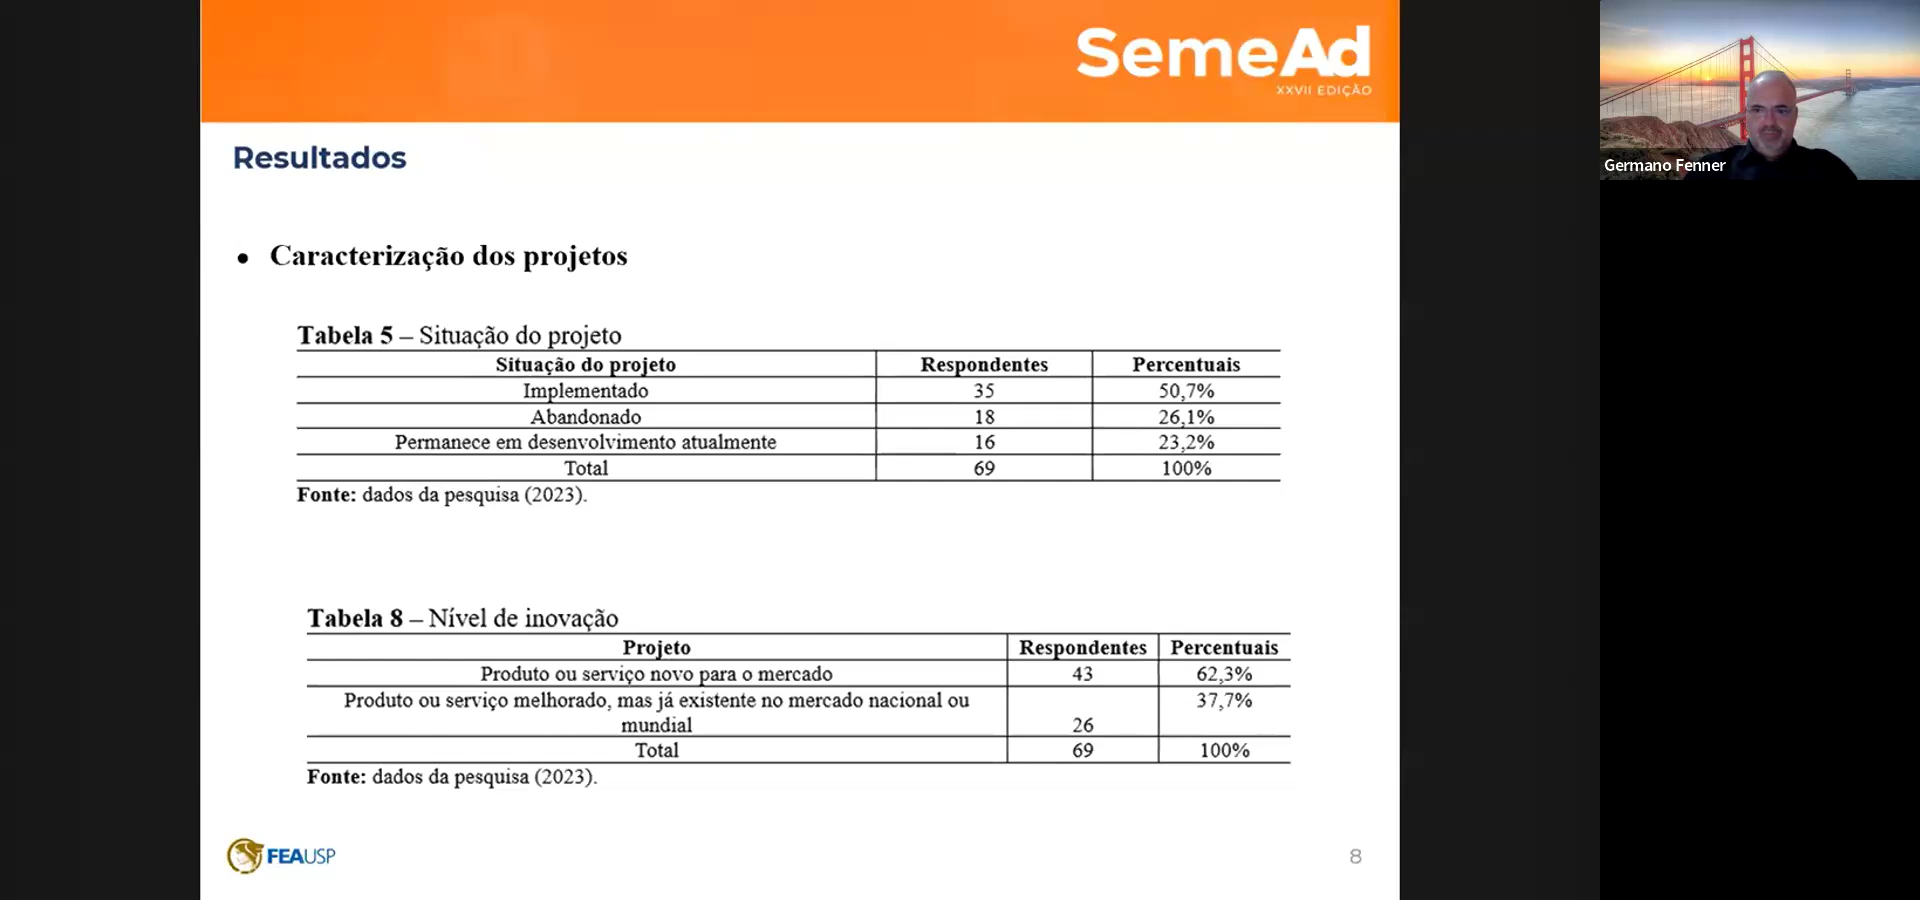 SemeAd
XXVII EDIÇÃO
Resultados
• Caracterização dos projetos
Tabela 5 – Situação do projeto
Situação do projeto Respondentes Percentuais
Implementado 35 50,7%
Abandonado 18 26,1%
Permanece em desenvolvimento atualmente 16 23,2%
Total 69 100%
Fonte: dados da pesquisa (2023).
Tabela 8 – Nível de inovação
Projeto Respondentes Percentuais
Produto ou serviço novo para o mercado 43 62,3%
Produto ou serviço melhorado, mas já existente no mercado nacional ou 37,7%
mundial 26
Total 69 100%
Fonte: dados da pesquisa (2023).
FEAUSP
8
Germano Fenner